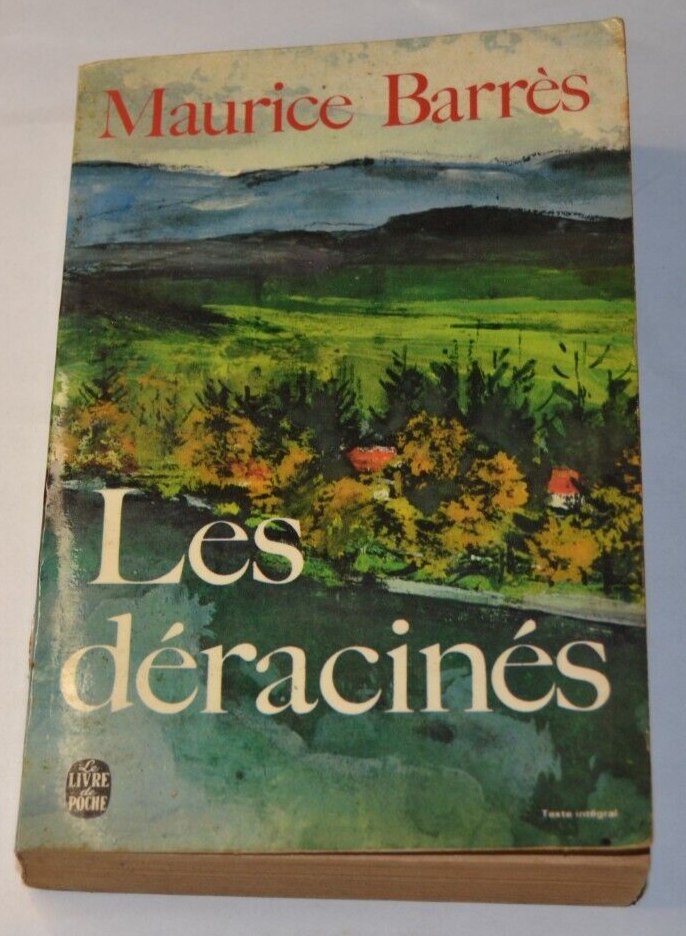 Maurice Barrès
Les
déracinés
Le
LIVRE
de
POCHE
Texte intégral